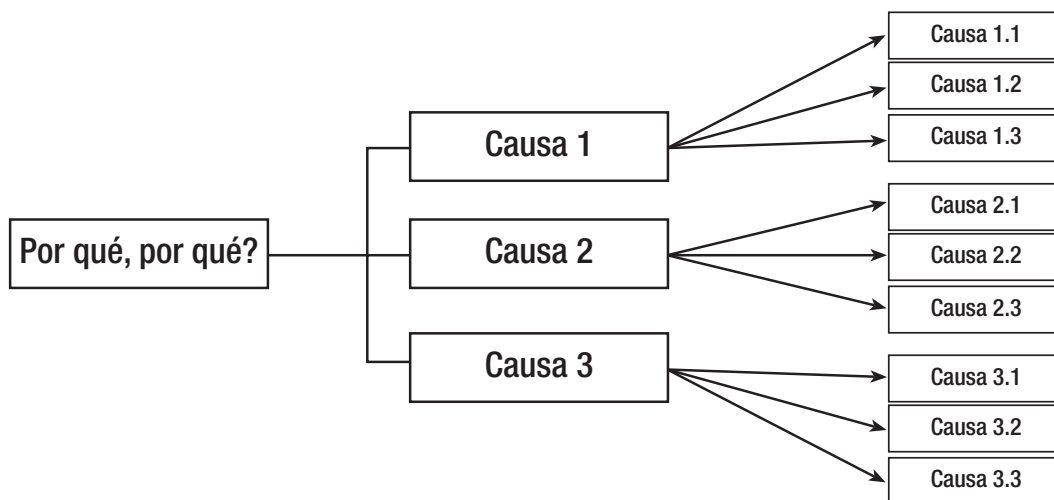 Por qué, por qué?
Causa 1
Causa 2
Causa 3
Causa 1.1
Causa 1.2
Causa 1.3
Causa 2.1
Causa 2.2
Causa 2.3
Causa 3.1
Causa 3.2
Causa 3.3